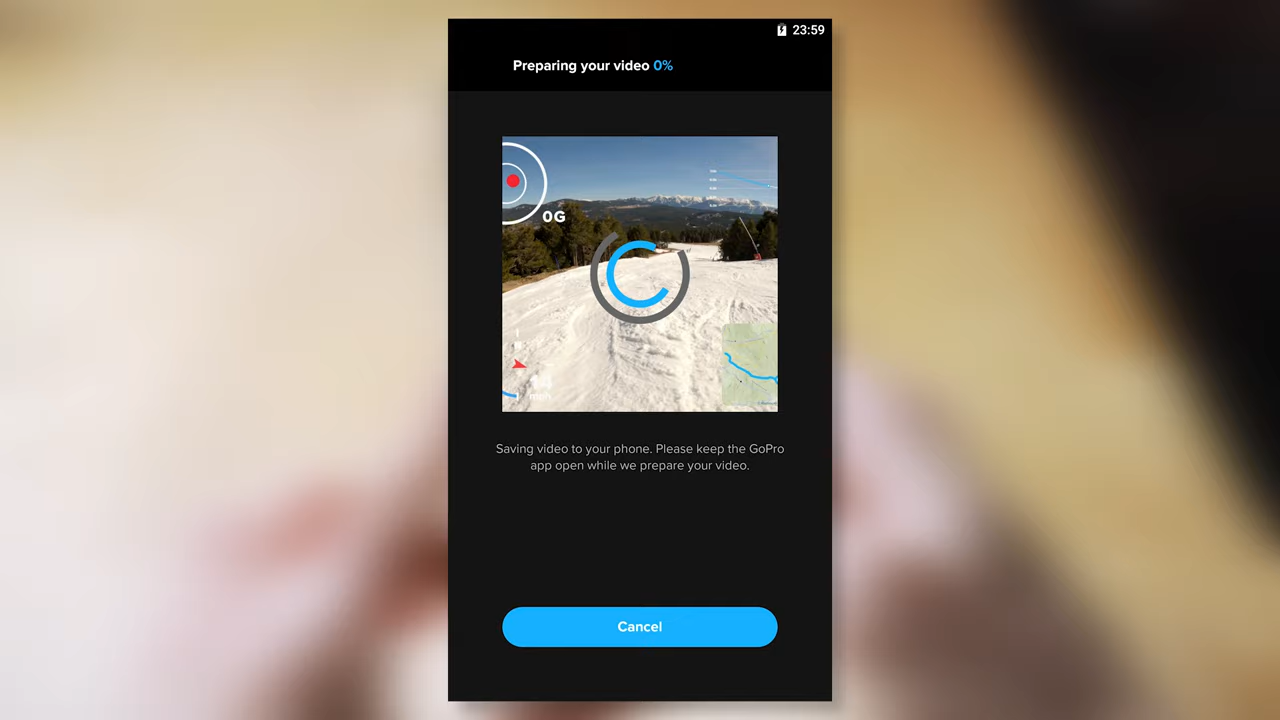 23:59
Preparing your video 0%
0G
mph
Saving video to your phone. Please keep the GoPro
app open while we prepare your video.
Cancel